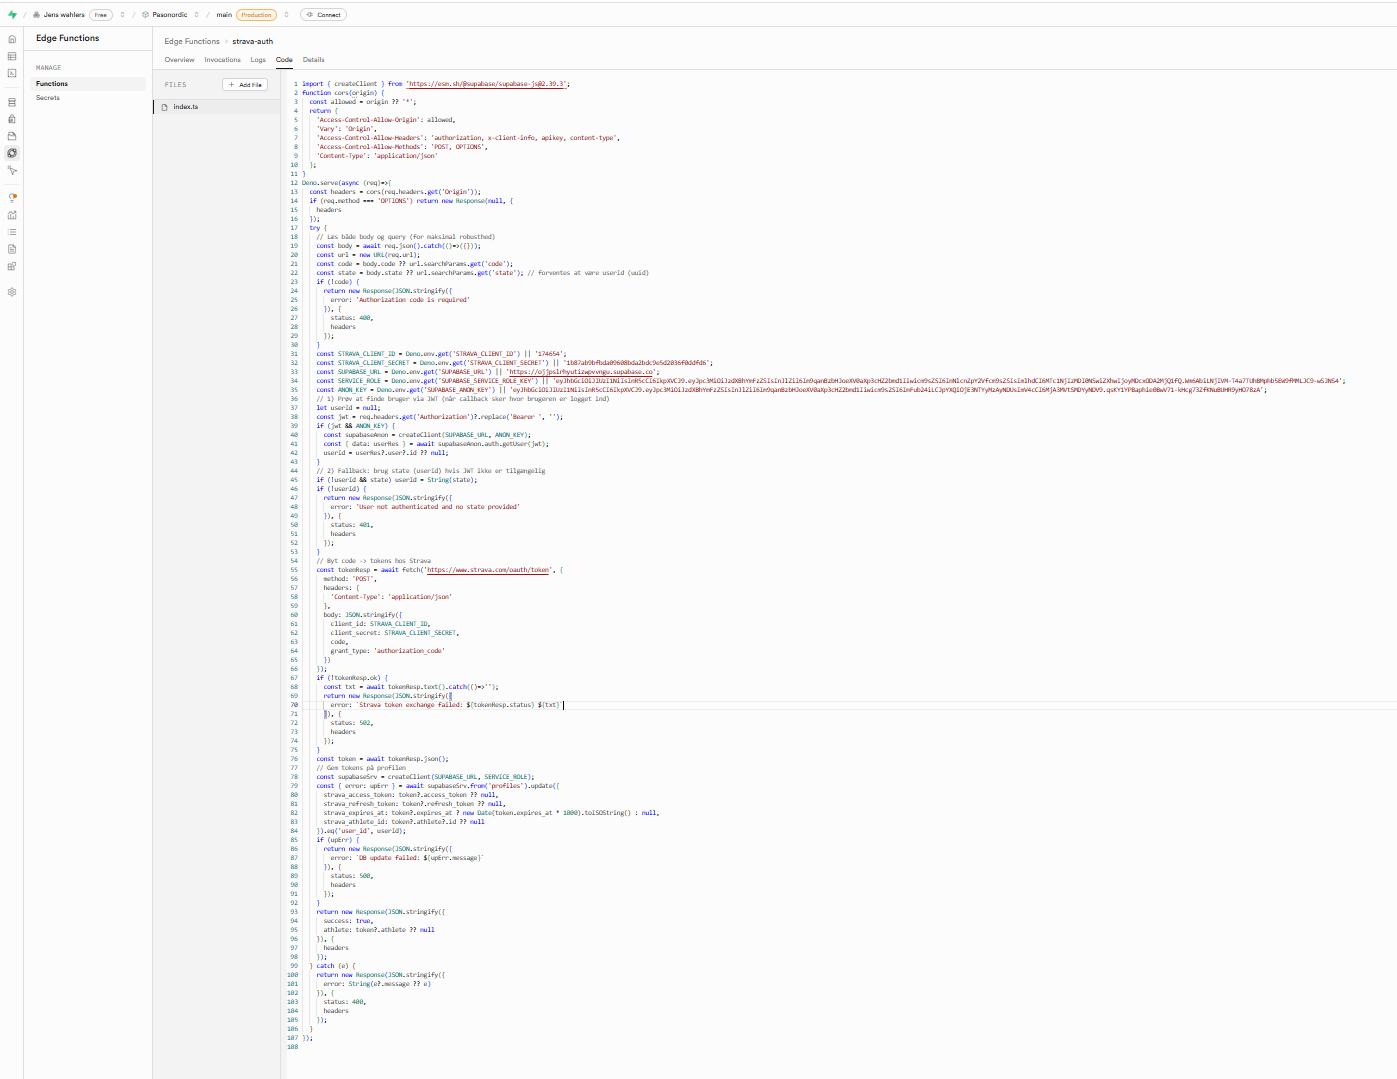 Jens wahlers Free / Pasonordic / main Production Connect
Edge Functions
MANAGE
Functions
Secrets
Edge Functions › strava-auth
Overview Invocations Logs Code Details
FILES
+ Add File
index.ts
1 import { createClient } from 'https://esm.sh/@supabase/supabase-js@2.39.3';
2 function cors(origin) {
3 const allowed = origin ?? '*';
4 return {
5 'Access-Control-Allow-Origin': allowed,
6 'Vary': 'Origin',
7 'Access-Control-Allow-Headers': 'authorization, x-client-info, apikey, content-type',
8 'Access-Control-Allow-Methods': 'POST, OPTIONS',
9 'Content-Type': 'application/json'
10 };
11 }
12 Deno.serve(async (req)=>{
13 const headers = cors(req.headers.get('Origin'));
14 if (req.method === 'OPTIONS') return new Response(null, {
15 headers
16 });
17 try {
18 // Læs både body og query (for maksimal robusthed)
19 const body = await req.json().catch(()=>({}));
20 const url = new URL(req.url);
21 const code = body.code ?? url.searchParams.get('code');
22 const state = body.state ?? url.searchParams.get('state'); // forventes at være userid (uuid)
23 if (!code) {
24 return new Response(JSON.stringify({
25 error: 'Authorization code is required'
26 }), {
27 status: 400,
28 headers
29 });
30 }
31 const STRAVA_CLIENT_ID = Deno.env.get('STRAVA_CLIENT_ID') || '174654';
32 const STRAVA_CLIENT_SECRET = Deno.env.get('STRAVA_CLIENT_SECRET') ||
33 const SUPABASE_URL = Deno.env.get('SUPABASE_URL') ||
34 const SERVICE_ROLE = Deno.env.get('SUPABASE_SERVICE_ROLE_KEY') ||
35 const ANON_KEY = Deno.env.get('SUPABASE_ANON_KEY') ||
36 // 1) Prøv at finde bruger via JWT (når callback sker hvor brugeren er logget ind)
37 let userid = null;
38 const jwt = req.headers.get('Authorization')?.replace('Bearer ', '');
39 if (jwt && ANON_KEY) {
40 const supabaseAnon = createClient(SUPABASE_URL, ANON_KEY);
41 const { data: userRes } = await supabaseAnon.auth.getUser(jwt);
42 userid = userRes?.user?.id ?? null;
43 }
44 // 2) Fallback: brug state (userid) hvis JWT ikke er tilgængelig
45 if (!userid && state) userid = String(state);
46 if (!userid) {
47 return new Response(JSON.stringify({
48 error: 'User not authenticated and no state provided'
49 }), {
50 status: 401,
51 headers
52 });
53 }
54 // Byt code -> tokens hos Strava
55 const tokenResp = await fetch('https://www.strava.com/oauth/token', {
56 method: 'POST',
57 headers: {
58 'Content-Type': 'application/json'
59 },
60 body: JSON.stringify({
61 client_id: STRAVA_CLIENT_ID,
62 client_secret: STRAVA_CLIENT_SECRET,
63 code,
64 grant_type: 'authorization_code'
65 })
66 });
67 if (!tokenResp.ok) {
68 const txt = await tokenResp.text().catch(()=>'');
69 return new Response(JSON.stringify({
70 error: `Strava token exchange failed: ${tokenResp.status} ${txt}`
71 }), {
72 status: 502,
73 headers
74 });
75 }
76 const token = await tokenResp.json();
77 // Gem tokens på profilen
78 const supabaseSrv = createClient(SUPABASE_URL, SERVICE_ROLE);
79 const { error: upErr } = await supabaseSrv.from('profiles').update({
80 strava_access_token: token?.access_token ?? null,
81 strava_refresh_token: token?.refresh_token ?? null,
82 strava_expires_at: token?.expires_at ? new Date(token.expires_at * 1000).toISOString() : null,
83 strava_athlete_id: token?.athlete?.id ?? null
84 }).eq('user_id', userid);
85 if (upErr) {
86 return new Response(JSON.stringify({
87 error: `DB update failed: ${upErr.message}`
88 }), {
89 status: 500,
90 headers
91 });
92 }
93 return new Response(JSON.stringify({
94 success: true,
95 athlete: token?.athlete ?? null
96 }), {
97 headers
98 });
99 } catch (e) {
100 return new Response(JSON.stringify({
101 error: String(e?.message ?? e)
102 }), {
103 status: 400,
104 headers
105 });
106 }
107 });
108